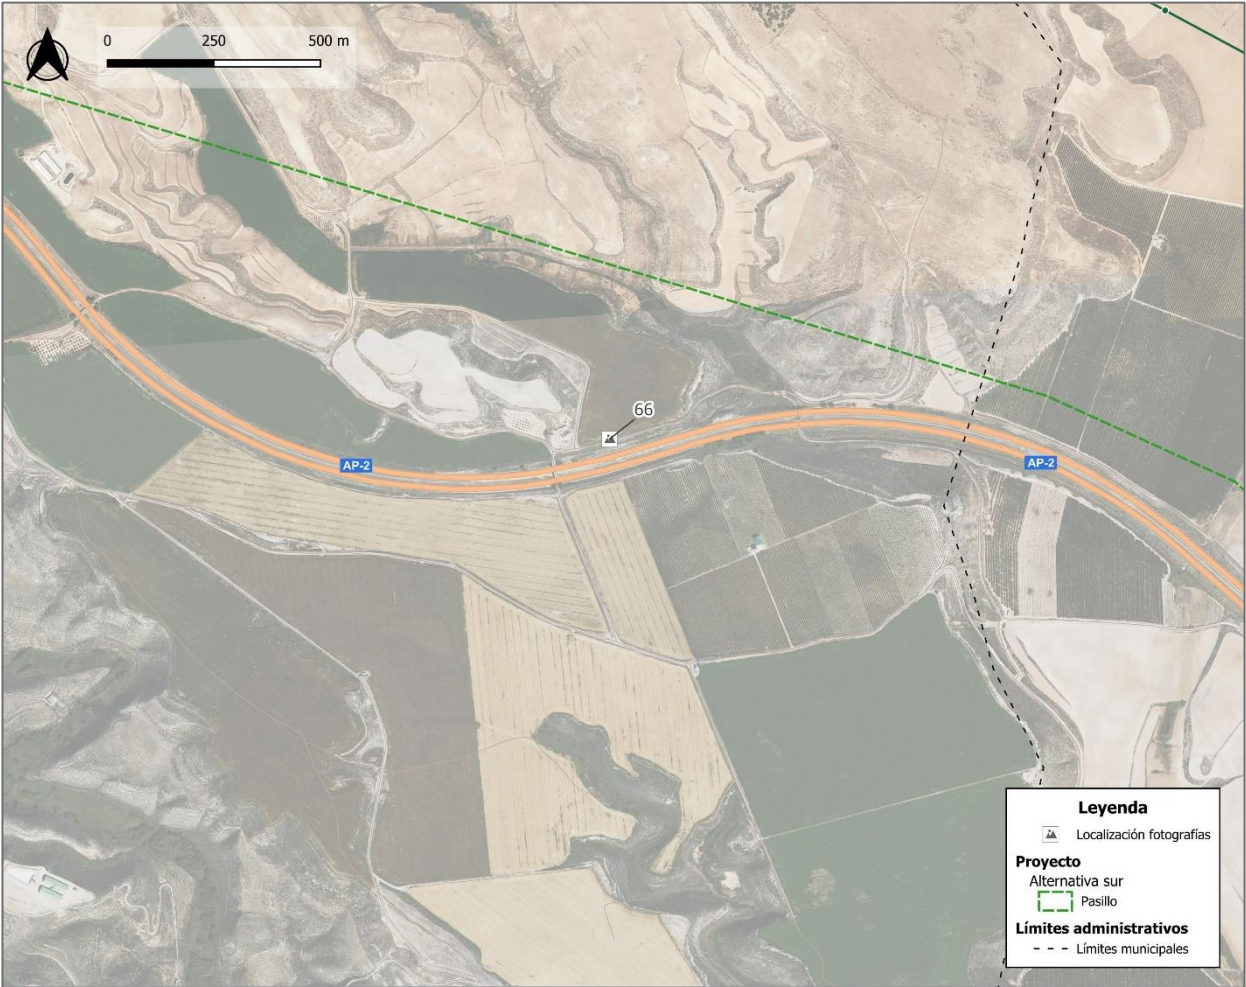 0 250 500 m
66
AP-2
AP-2
Leyenda
Localización fotografías
Proyecto
Alternativa sur
Pasillo
Límites administrativos
Límites municipales